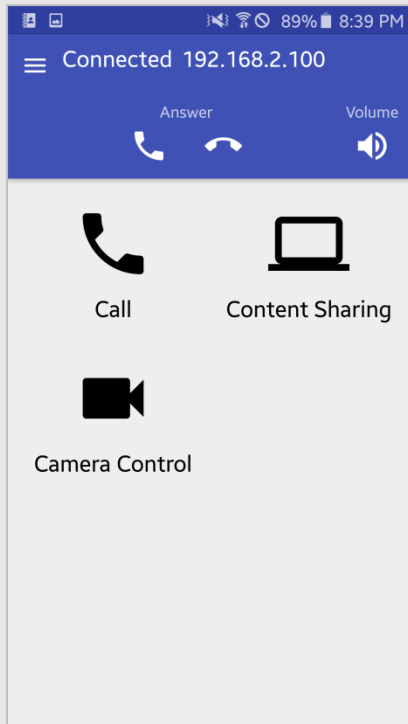 89% 8:39 PM
Connected 192.168.2.100
Answer Volume
Call Content Sharing
Camera Control